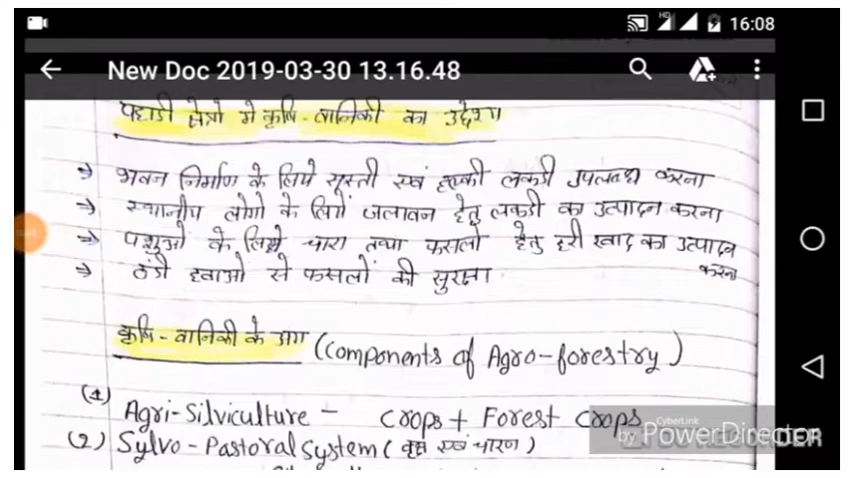 HD 16:08
New Doc 2019-03-30 13.16.48
पहाडी क्षेत्रो मे कृषि-वानिकी का उद्देश्य
→ भवन निर्माण के लिये सस्ती एवं हल्की लकडी उपलब्ध करना
→ स्थानीय लोगो के लिये जलावन हेतु लकडी का उत्पादन करना
→ पशुओ के लिये चारा तथा फसलो हेतु हरी खाद का उत्पादन करना
→ ठंडी हवाओ से फसलों की सुरक्षा
कृषि-वानिकी के अंग (Components of Agro-forestry)
(1) Agri-Silviculture - Crops + Forest Crops
(2) Sylvo-Pastoral System (वृक्ष एवं चारण)
CyberLink
by PowerDirector